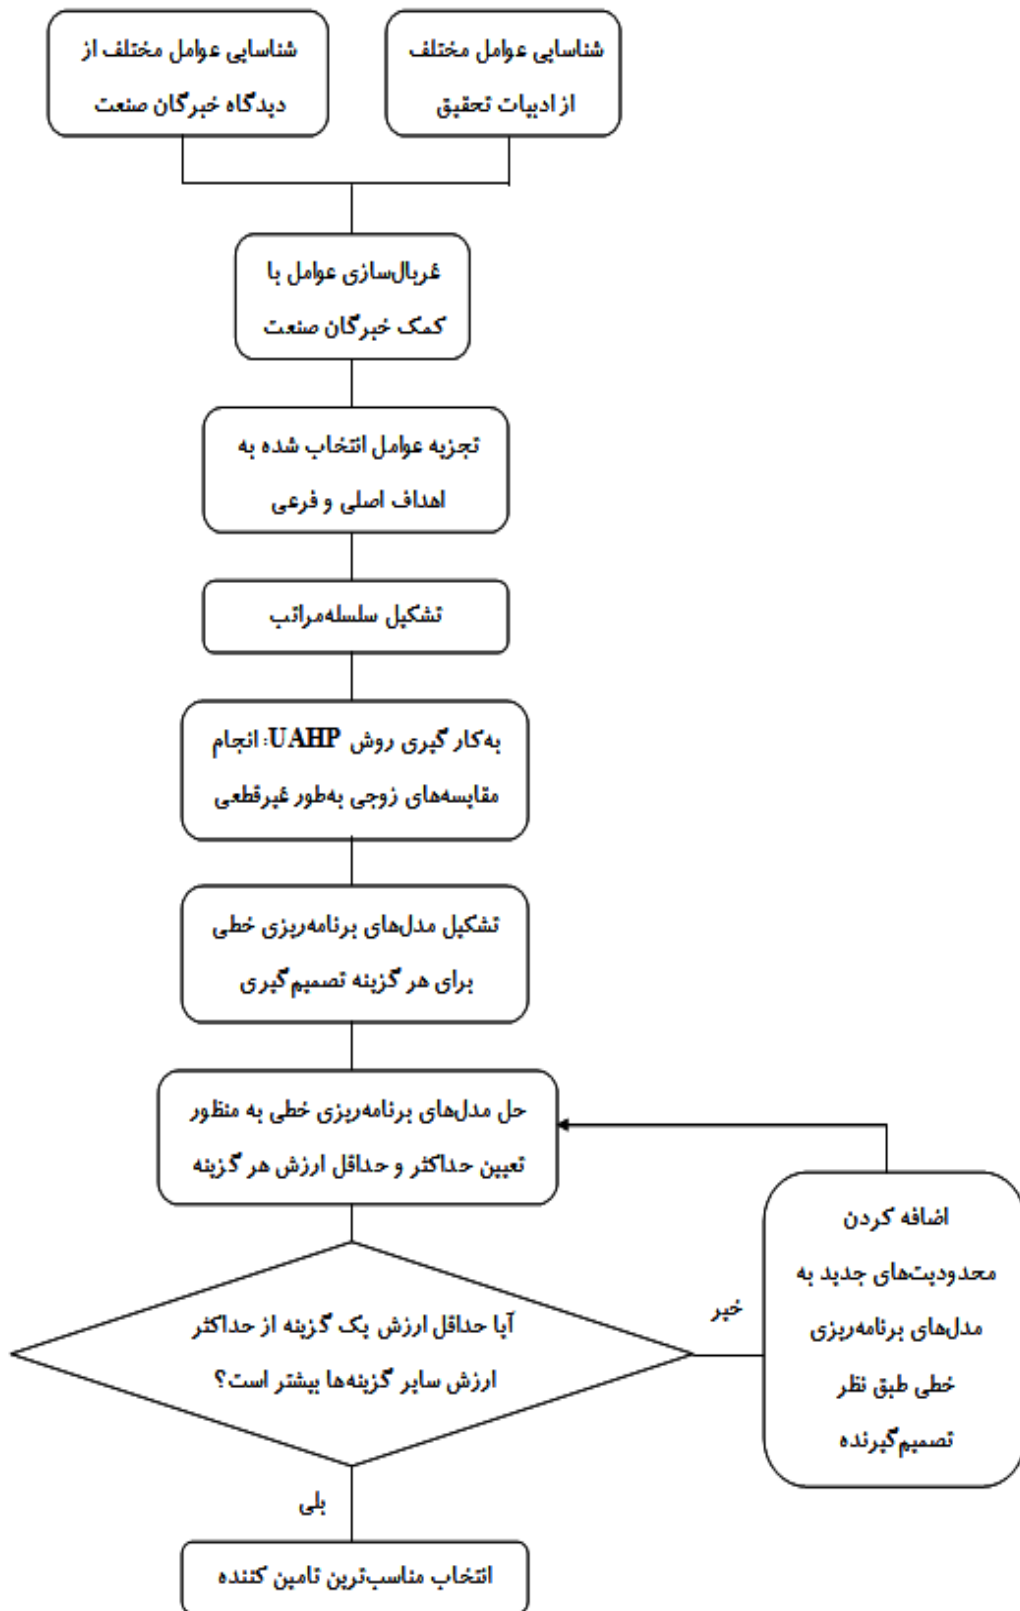 شناسایی عوامل مختلف
از ادبیات تحقیق
شناسایی عوامل مختلف از
دیدگاه خبرگان صنعت
غربال‌سازی عوامل با
کمک خبرگان صنعت
تجزیه عوامل انتخاب شده به
اهداف اصلی و فرعی
تشکیل سلسله‌مراتب
به‌کار گیری روش UAHP: انجام
مقایسه‌های زوجی به‌طور غیرقطعی
تشکیل مدل‌های برنامه‌ریزی خطی
برای هر گزینه تصمیم‌گیری
حل مدل‌های برنامه‌ریزی خطی به منظور
تعیین حداکثر و حداقل ارزش هر گزینه
آیا حداقل ارزش یک گزینه از حداکثر
ارزش سایر گزینه‌ها بیشتر است؟
خیر
اضافه کردن
محدودیت‌های جدید به
مدل‌های برنامه‌ریزی
خطی طبق نظر
تصمیم‌گیرنده
بلی
انتخاب مناسب‌ترین تامین کننده